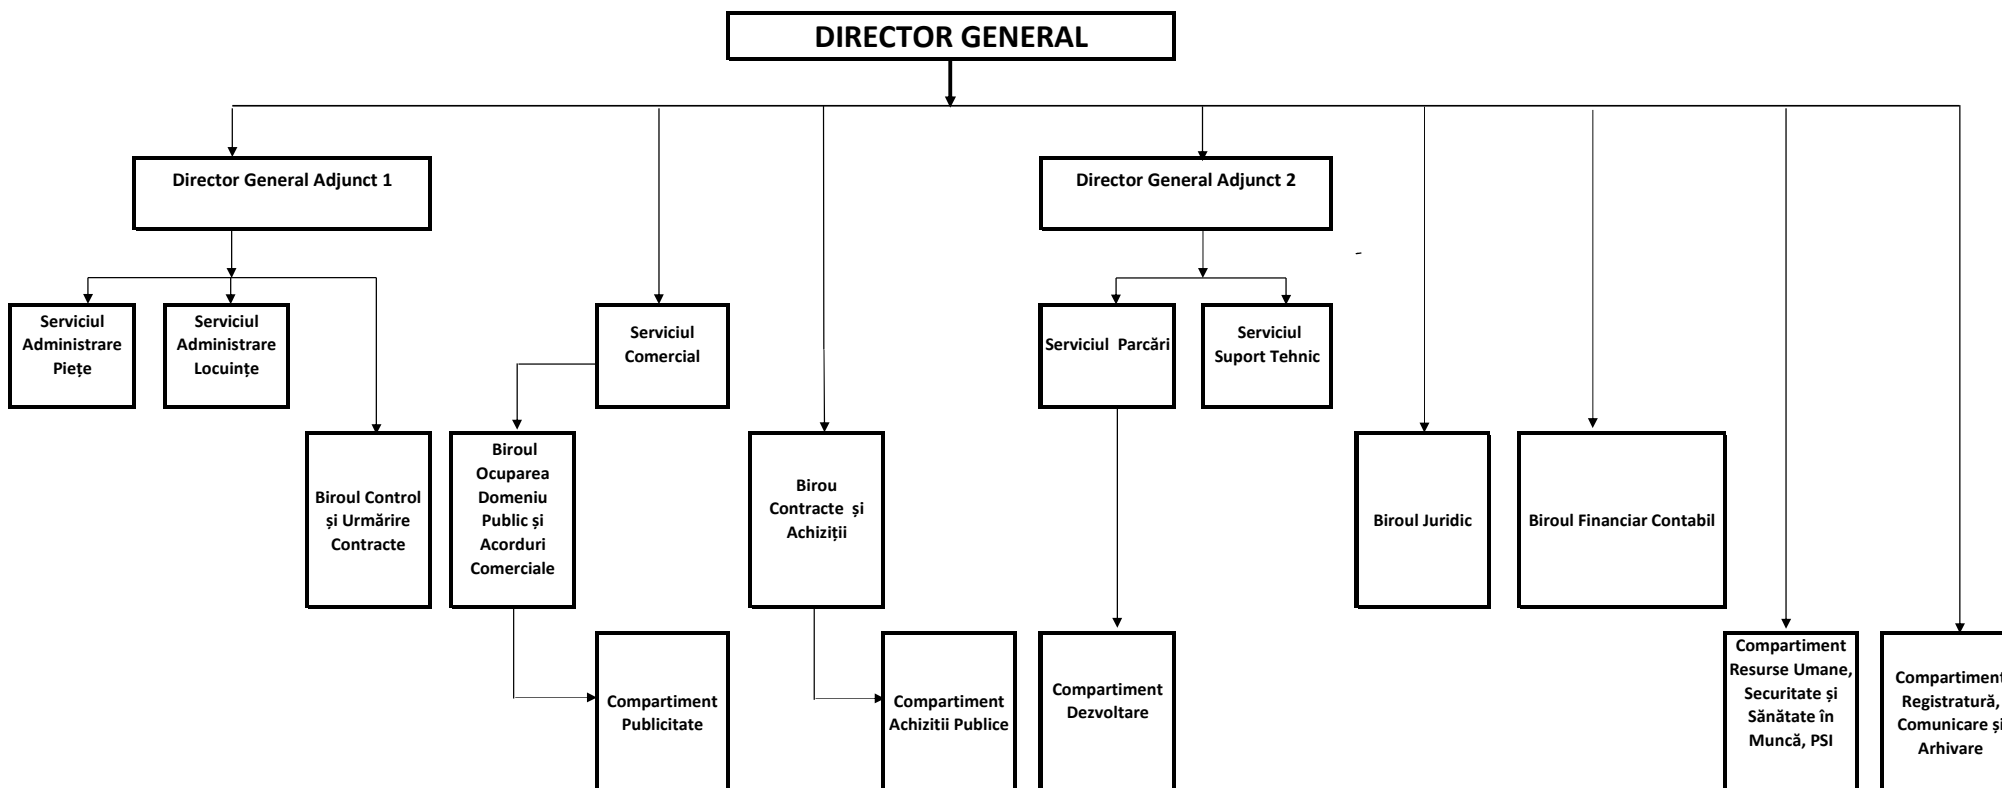 DIRECTOR GENERAL
Director General Adjunct 1
Director General Adjunct 2
Serviciul
Administrare
Piețe
Serviciul
Administrare
Locuințe
Serviciul
Comercial
Serviciul Parcări
Serviciul
Suport Tehnic
Biroul Control
și Urmărire
Contracte
Biroul
Ocuparea
Domeniu
Public și
Acorduri
Comerciale
Birou
Contracte și
Achiziții
Biroul Juridic
Biroul Financiar Contabil
Compartiment
Publicitate
Compartiment
Achizitii Publice
Compartiment
Dezvoltare
Compartiment
Resurse Umane,
Securitate și
Sănătate în
Muncă, PSI
Compartiment
Registratură,
Comunicare și
Arhivare